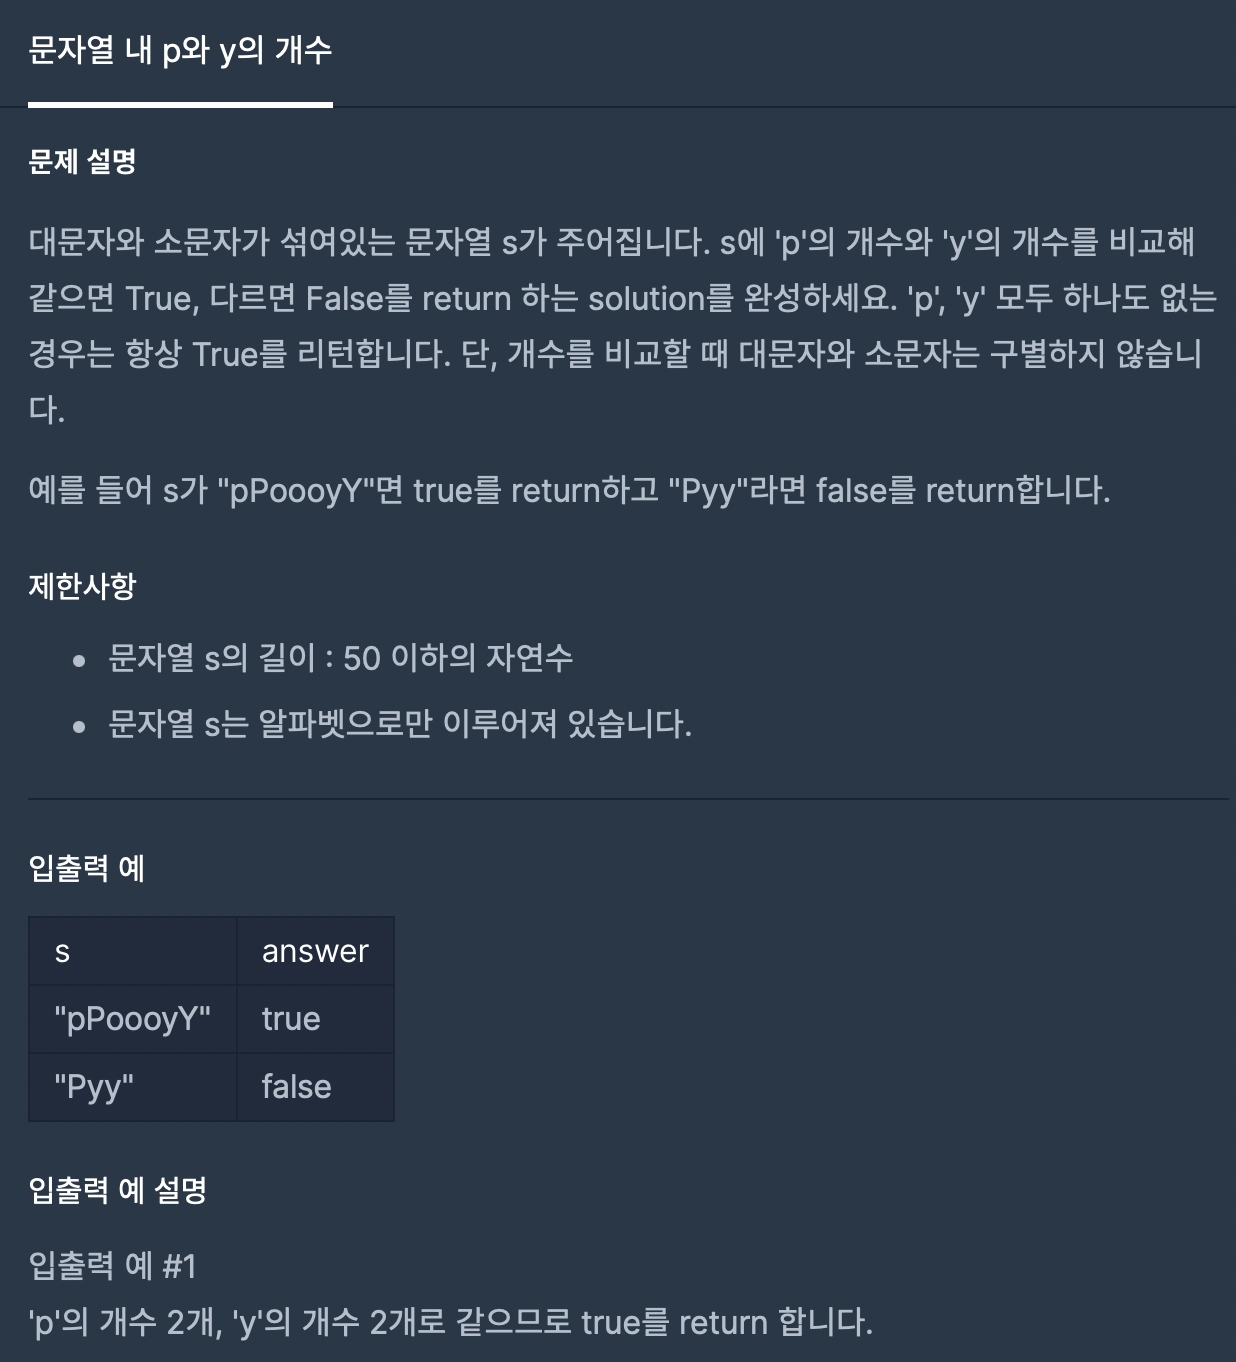 문자열 내 p와 y의 개수
문제 설명
대문자와 소문자가 섞여있는 문자열 s가 주어집니다. s에 'p'의 개수와 'y'의 개수를 비교해
같으면 True, 다르면 False를 return 하는 solution를 완성하세요. 'p', 'y' 모두 하나도 없는
경우는 항상 True를 리턴합니다. 단, 개수를 비교할 때 대문자와 소문자는 구별하지 않습니
다.
예를 들어 s가 "pPoooyY"면 true를 return하고 "Pyy"라면 false를 return합니다.
제한사항
문자열 s의 길이 : 50 이하의 자연수
문자열 s는 알파벳으로만 이루어져 있습니다.
입출력 예
s answer
"pPoooyY" true
"Pyy" false
입출력 예 설명
입출력 예 #1
'p'의 개수 2개, 'y'의 개수 2개로 같으므로 true를 return 합니다.